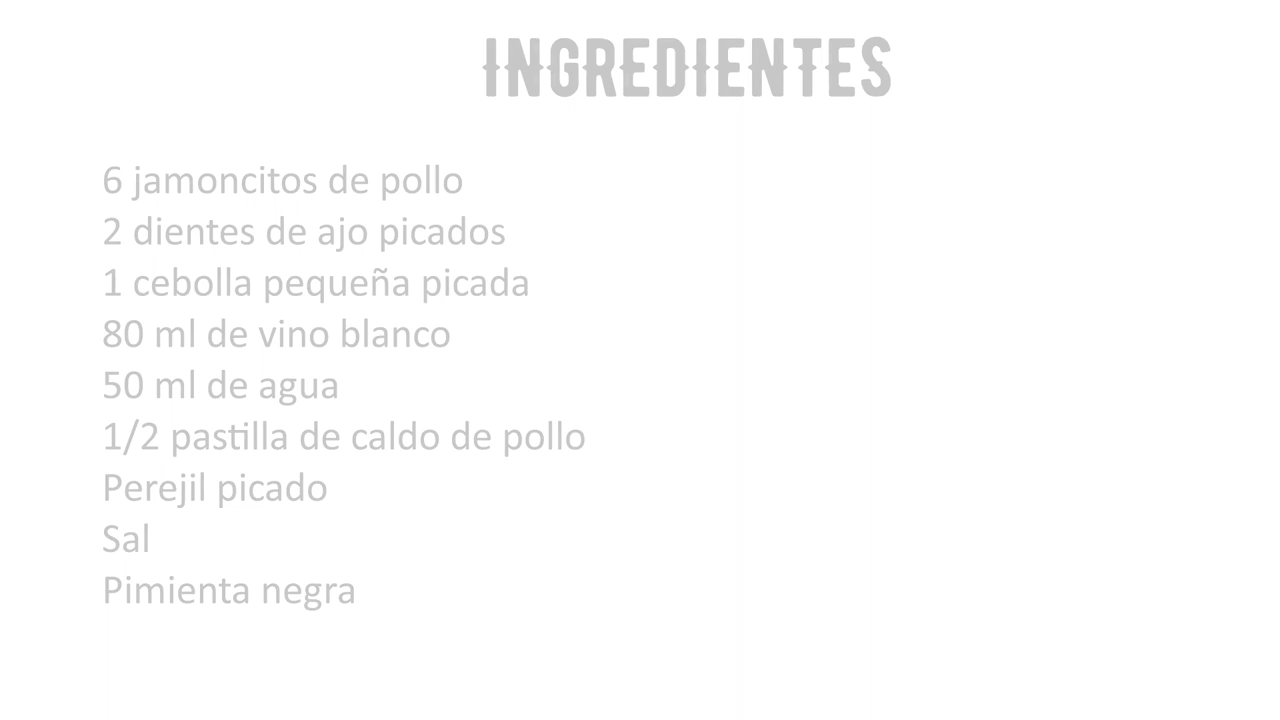 INGREDIENTES
6 jamoncitos de pollo
2 dientes de ajo picados
1 cebolla pequeña picada
80 ml de vino blanco
50 ml de agua
1/2 pastilla de caldo de pollo
Perejil picado
Sal
Pimienta negra